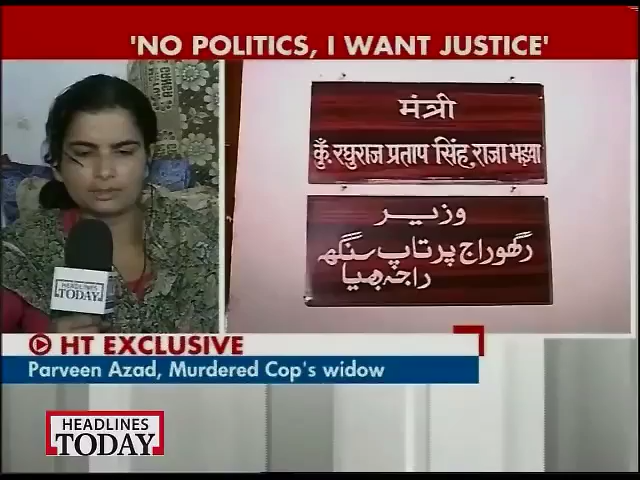 'NO POLITICS, I WANT JUSTICE'
मंत्री
कुँ. रघुराज प्रताप सिंह, राजा भइया
وزیر
رگھوراج پرتاپ سنگھ
راجہ بھیا
HEADLINES
TODAY
HT EXCLUSIVE
Parveen Azad, Murdered Cop's widow
HEADLINES
TODAY